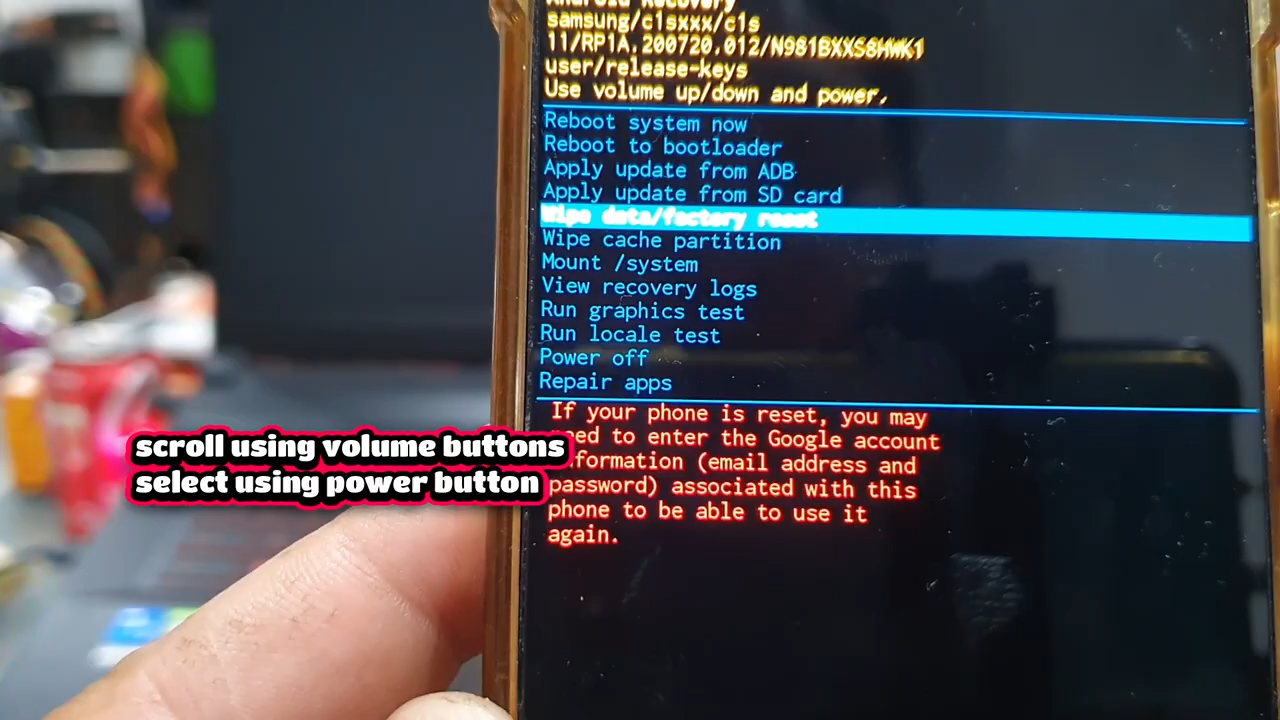 Android Recovery
samsung/c1sxxx/c1s
11/RP1A.200720.012/N981BXXS8HWK1
user/release-keys
Use volume up/down and power.
Reboot system now
Reboot to bootloader
Apply update from ADB
Apply update from SD card
Wipe data/factory reset
Wipe cache partition
Mount /system
View recovery logs
Run graphics test
Run locale test
Power off
Repair apps
If your phone is reset, you may
need to enter the Google account
information (email address and
password) associated with this
phone to be able to use it
again.
scroll using volume buttons
select using power button